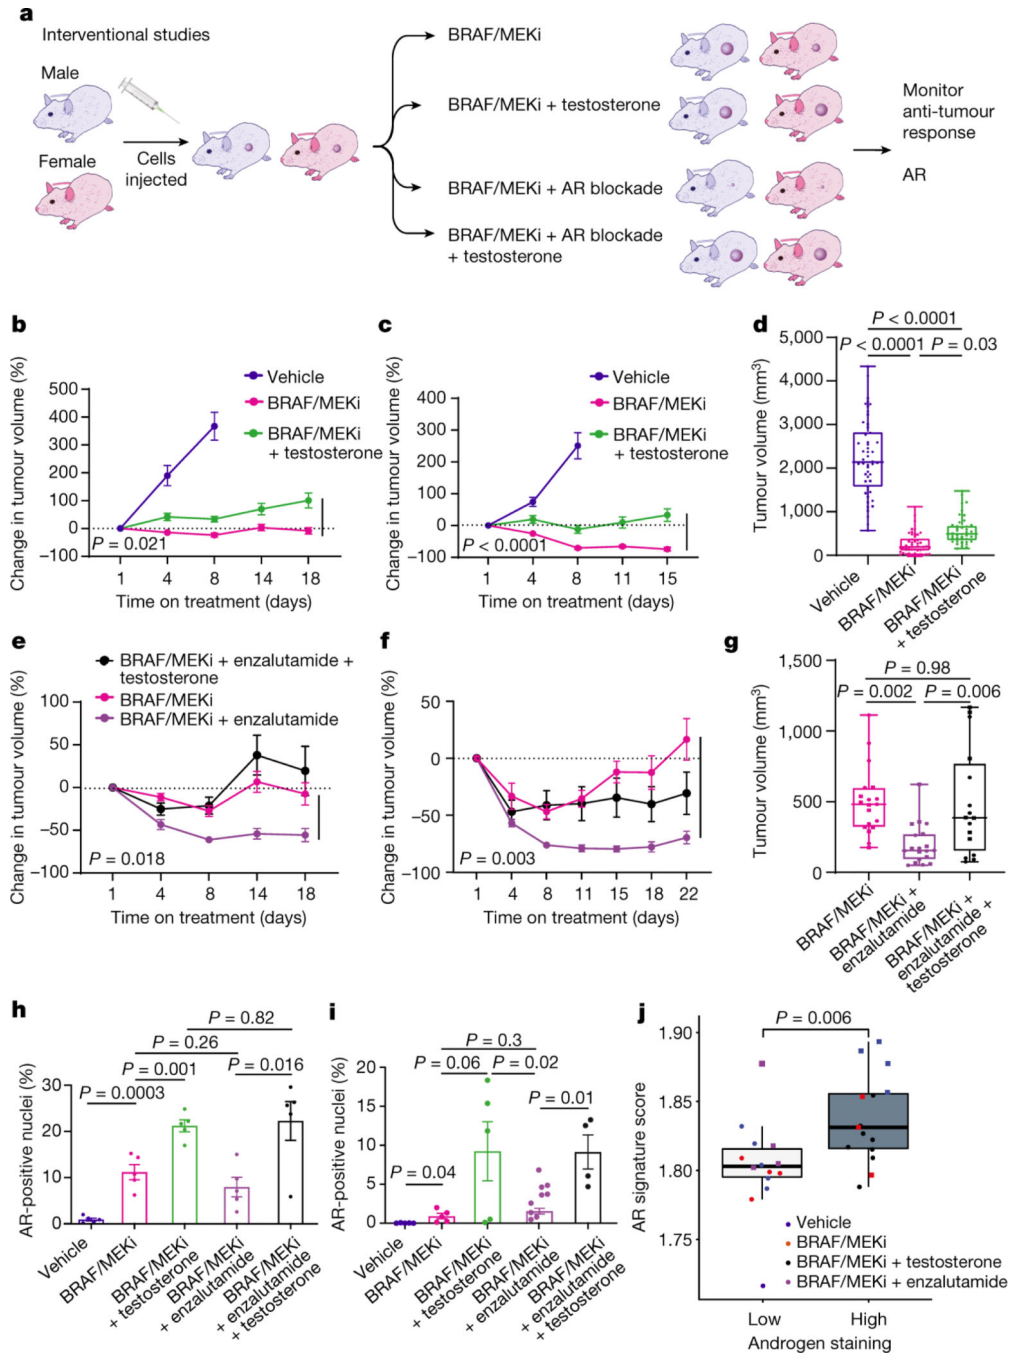 a
Interventional studies
Male
Female
Cells
injected
BRAF/MEKi
BRAF/MEKi + testosterone
BRAF/MEKi + AR blockade
BRAF/MEKi + AR blockade
+ testosterone
Monitor
anti-tumour
response
AR
b
Change in tumour volume (%)
500
400
300
200
100
0
−100
Vehicle
BRAF/MEKi
BRAF/MEKi
+ testosterone
P = 0.021
1 4 8 14 18
Time on treatment (days)
c
Change in tumour volume (%)
400
300
200
100
0
−100
Vehicle
BRAF/MEKi
BRAF/MEKi
+ testosterone
P < 0.0001
1 4 8 11 15
Time on treatment (days)
d
Tumour volume (mm3)
5,000
4,000
3,000
2,000
1,000
0
P < 0.0001
P < 0.0001 P = 0.03
Vehicle
BRAF/MEKi
BRAF/MEKi
+ testosterone
e
Change in tumour volume (%)
BRAF/MEKi + enzalutamide +
testosterone
BRAF/MEKi
BRAF/MEKi + enzalutamide
100
50
0
−50
−100
P = 0.018
1 4 8 14 18
Time on treatment (days)
f
Change in tumour volume (%)
50
0
−50
−100
P = 0.003
1 4 8 11 15 18 22
Time on treatment (days)
g
Tumour volume (mm3)
1,500
1,000
500
0
P = 0.98
P = 0.002 P = 0.006
BRAF/MEKi
BRAF/MEKi +
enzalutamide
BRAF/MEKi +
enzalutamide +
testosterone
h
AR-positive nuclei (%)
30
20
10
0
P = 0.82
P = 0.26
P = 0.001 P = 0.016
P = 0.0003
Vehicle
BRAF/MEKi
BRAF/MEKi
+ testosterone
BRAF/MEKi
+ enzalutamide
BRAF/MEKi
+ enzalutamide
+ testosterone
i
AR-positive nuclei (%)
20
15
10
5
0
P = 0.3
P = 0.06 P = 0.02
P = 0.01
P = 0.04
Vehicle
BRAF/MEKi
BRAF/MEKi
+ testosterone
BRAF/MEKi
+ enzalutamide
BRAF/MEKi
+ enzalutamide
+ testosterone
j
AR signature score
1.90
1.85
1.80
1.75
P = 0.006
Vehicle
BRAF/MEKi
BRAF/MEKi + testosterone
BRAF/MEKi + enzalutamide
Low High
Androgen staining